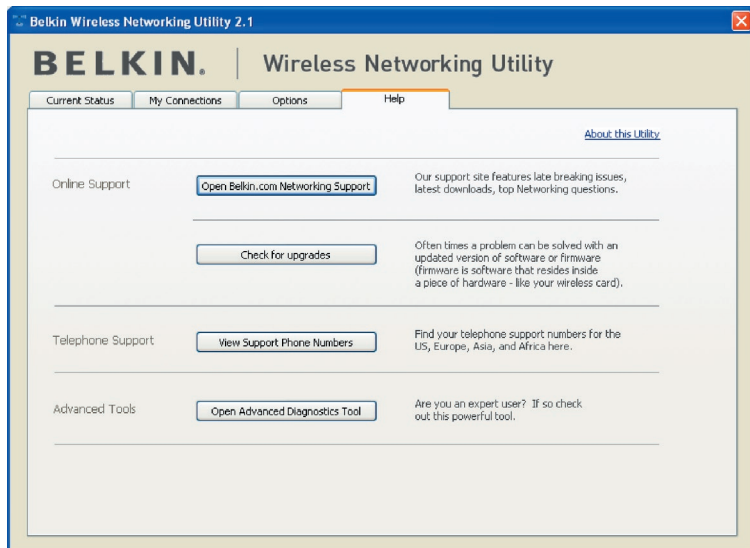 Belkin Wireless Networking Utility 2.1
BELKIN. Wireless Networking Utility
Current Status My Connections Options Help
About this Utility
Online Support
Open Belkin.com Networking Support
Our support site features late breaking issues,
latest downloads, top Networking questions.
Check for upgrades
Often times a problem can be solved with an
updated version of software or firmware
(firmware is software that resides inside
a piece of hardware - like your wireless card).
Telephone Support
View Support Phone Numbers
Find your telephone support numbers for the
US, Europe, Asia, and Africa here.
Advanced Tools
Open Advanced Diagnostics Tool
Are you an expert user? If so check
out this powerful tool.